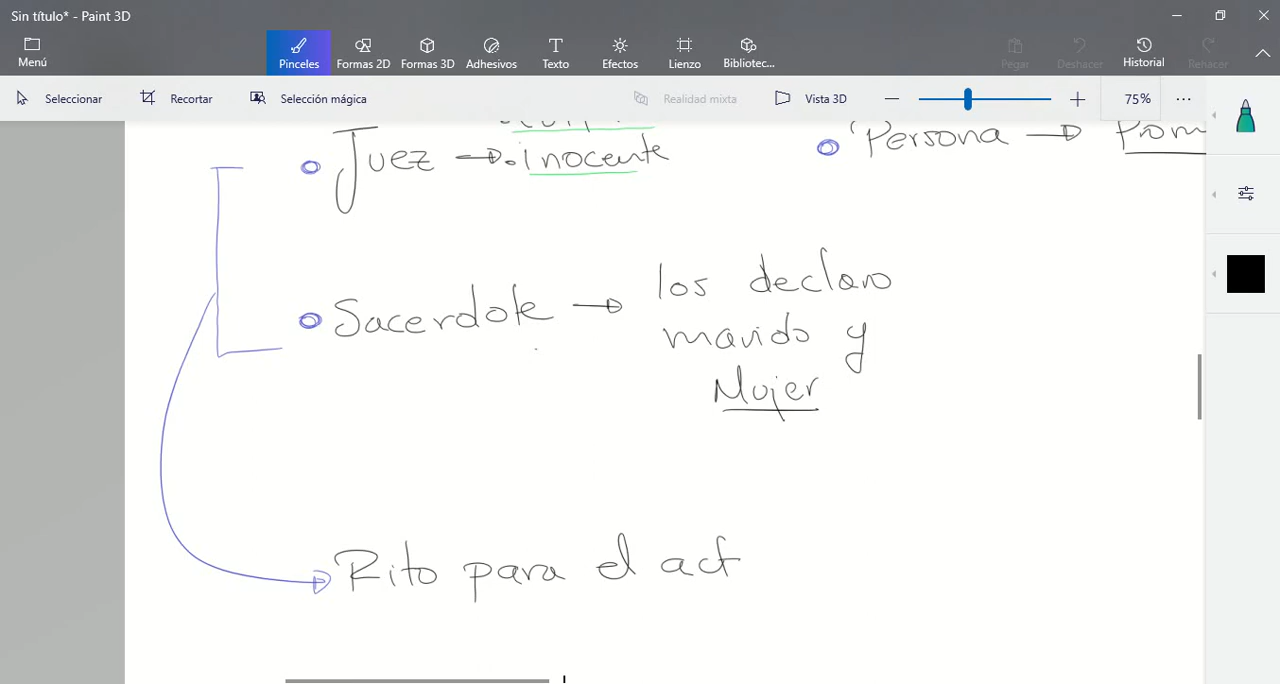 Sin título* - Paint 3D
Menú
Pinceles
Formas 2D
Formas 3D
Adhesivos
Texto
Efectos
Lienzo
Bibliotec...
Pegar
Deshacer
Historial
Rehacer
Seleccionar
Recortar
Selección mágica
Realidad mixta
Vista 3D
75%
Juez → . inocente
Persona →
Sacerdote → los declaro
marido y
Mujer
Rito para el act